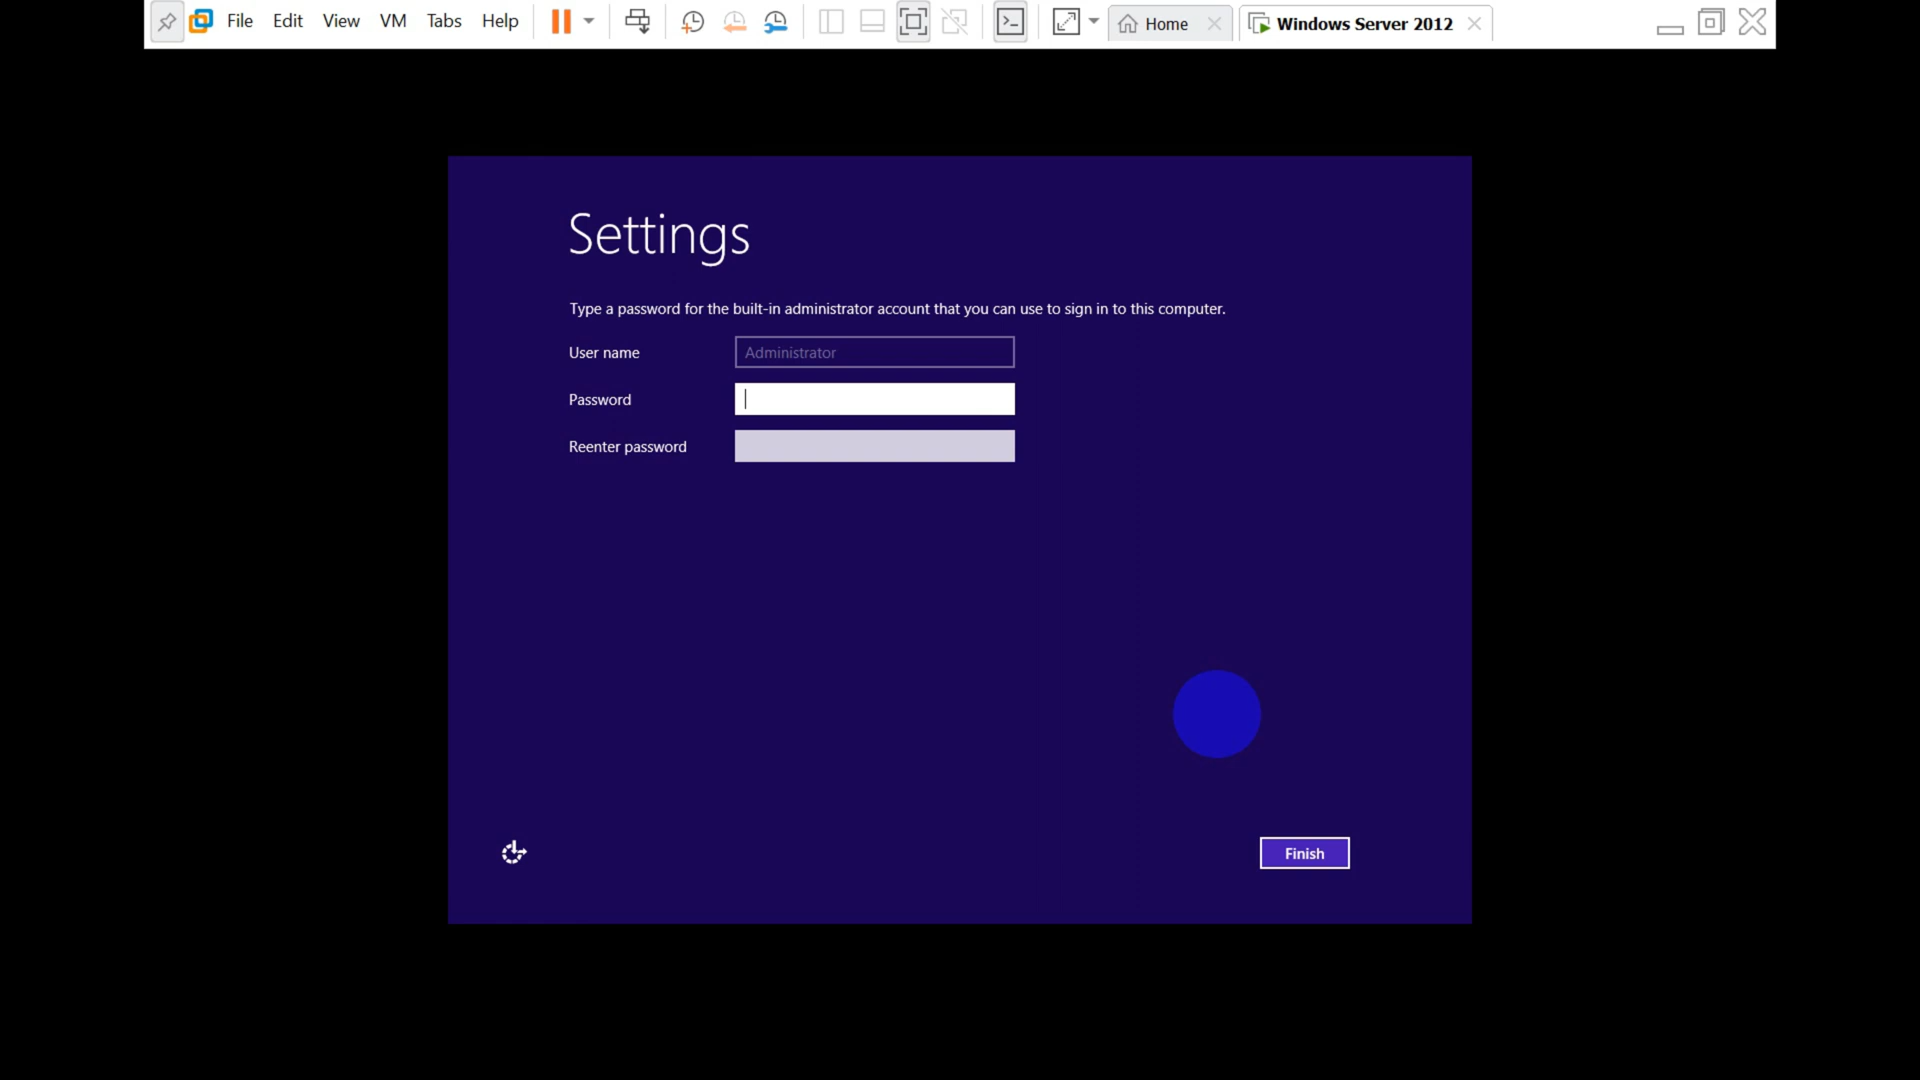 File Edit View VM Tabs Help Home Windows Server 2012
Settings
Type a password for the built-in administrator account that you can use to sign in to this computer.
User name Administrator
Password
Reenter password
Finish